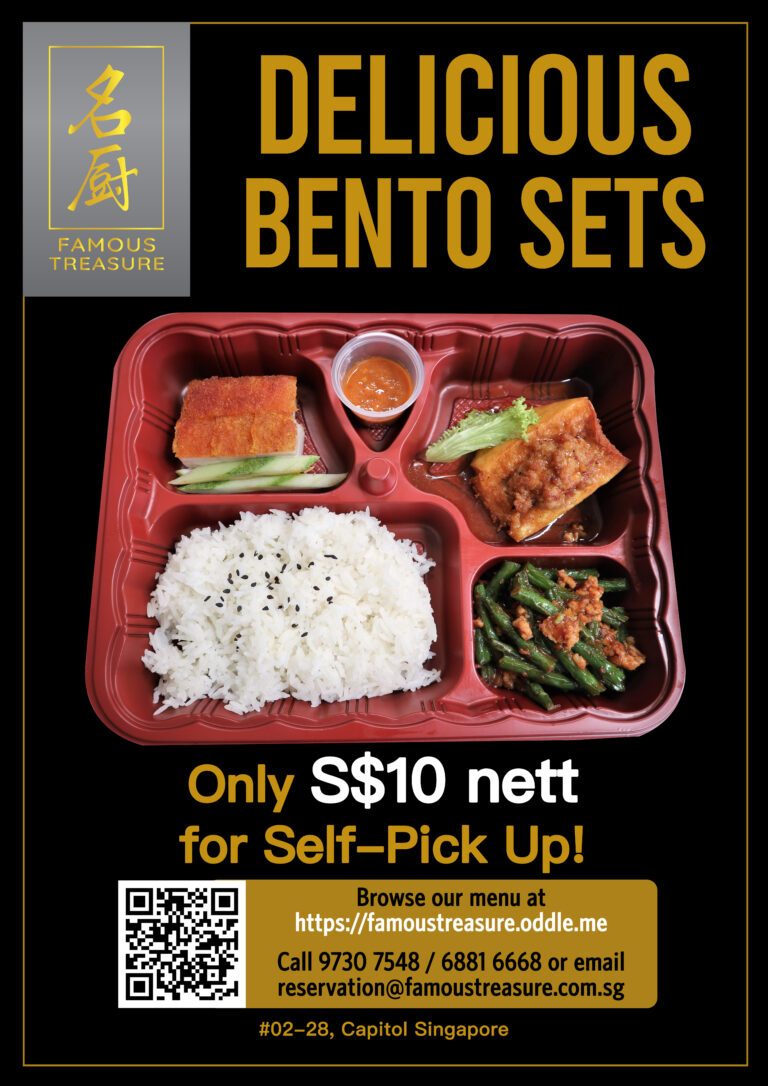 名
厨
FAMOUS
TREASURE
DELICIOUS
BENTO SETS
Only S$10 nett
for Self-Pick Up!
Browse our menu at
https://famoustreasure.oddle.me
Call 9730 7548 / 6881 6668 or email
reservation@famoustreasure.com.sg
#02-28, Capitol Singapore